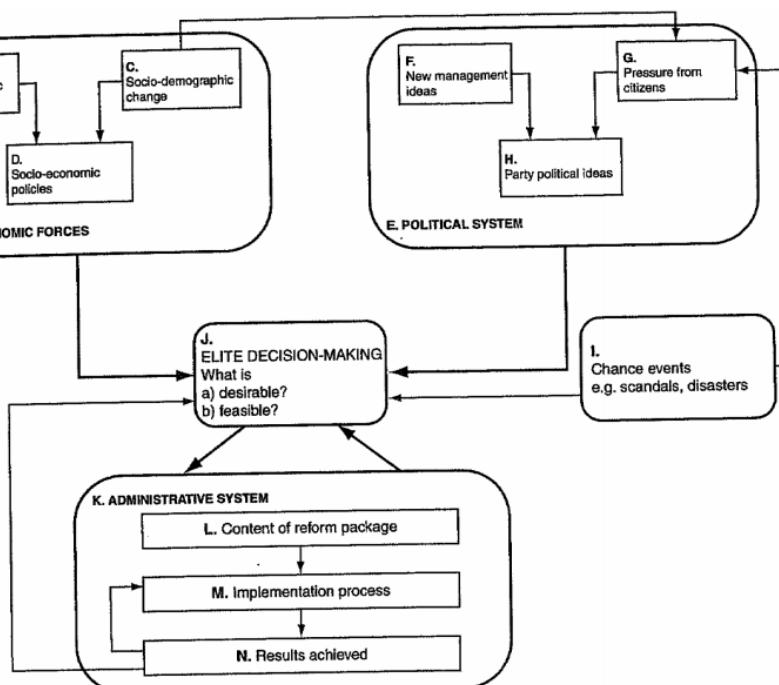 c
C.
Socio-demographic
change
D.
Socio-economic
policies
OMIC FORCES
F.
New management
ideas
G.
Pressure from
citizens
H.
Party political ideas
E. POLITICAL SYSTEM
J.
ELITE DECISION-MAKING
What is
a) desirable?
b) feasible?
I.
Chance events
e.g. scandals, disasters
K. ADMINISTRATIVE SYSTEM
L. Content of reform package
M. Implementation process
N. Results achieved